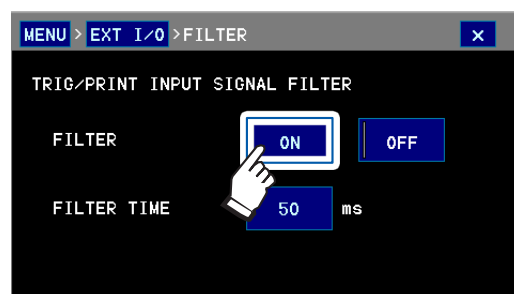 MENU > EXT I/O >FILTER x
TRIG/PRINT INPUT SIGNAL FILTER
FILTER ON OFF
FILTER TIME 50 ms